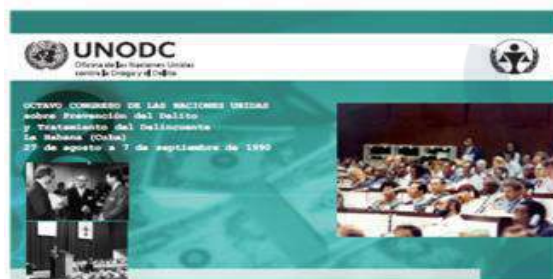 UNODC
Oficina de las Naciones Unidas
contra la Droga y el Delito
OCTAVO CONGRESO DE LAS NACIONES UNIDAS
sobre Prevención del Delito
y Tratamiento del Delincuente
La Habana (Cuba)
27 de agosto a 7 de septiembre de 1990